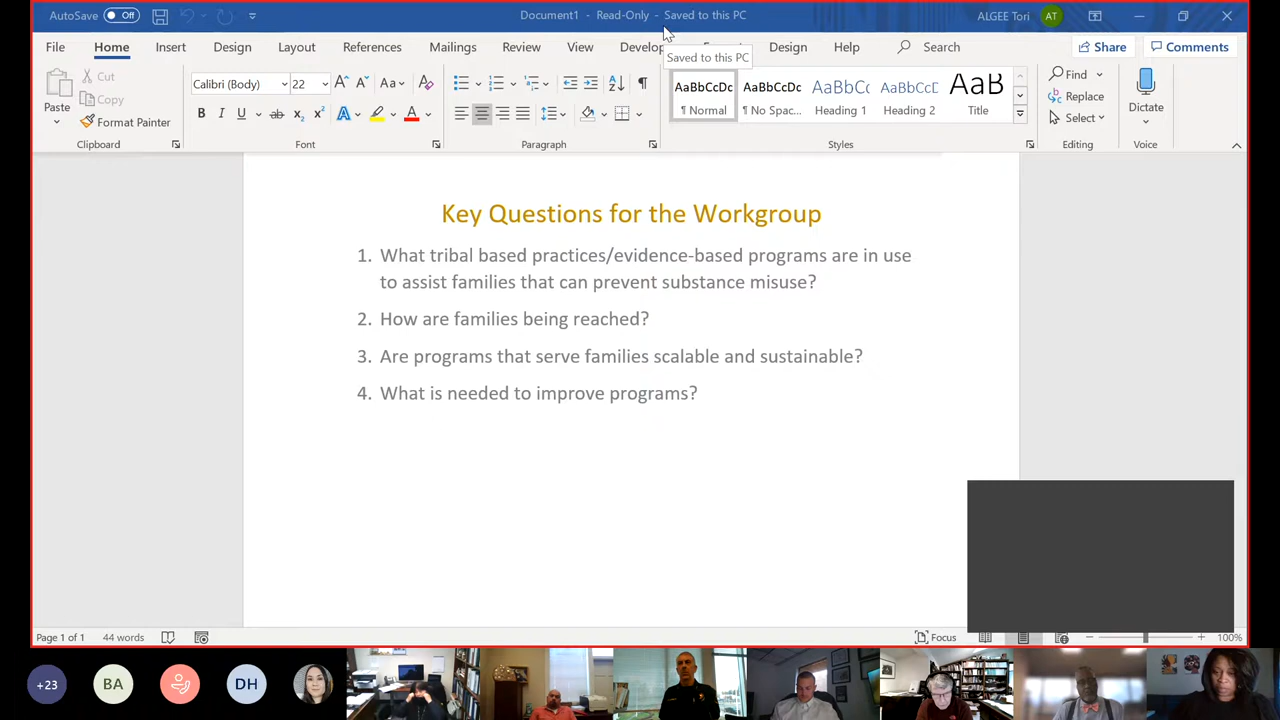 AutoSave Off Document1 - Read-Only - Saved to this PC ALGEE Tori AT
File Home Insert Design Layout References Mailings Review View Design Help Search Share Comments
Saved to this PC
Paste Cut Copy Format Painter
Calibri (Body) 22 Aa
B I U ab x₂ x² A A
AaBbCcDc AaBbCcDc AaBbCc AaBbCcD AaB
¶ Normal ¶ No Spac... Heading 1 Heading 2 Title
Find Replace Select Dictate
Clipboard Font Paragraph Styles Editing Voice
Key Questions for the Workgroup
1. What tribal based practices/evidence-based programs are in use
to assist families that can prevent substance misuse?
2. How are families being reached?
3. Are programs that serve families scalable and sustainable?
4. What is needed to improve programs?
Page 1 of 1 44 words Focus 100%
+23 BA DH